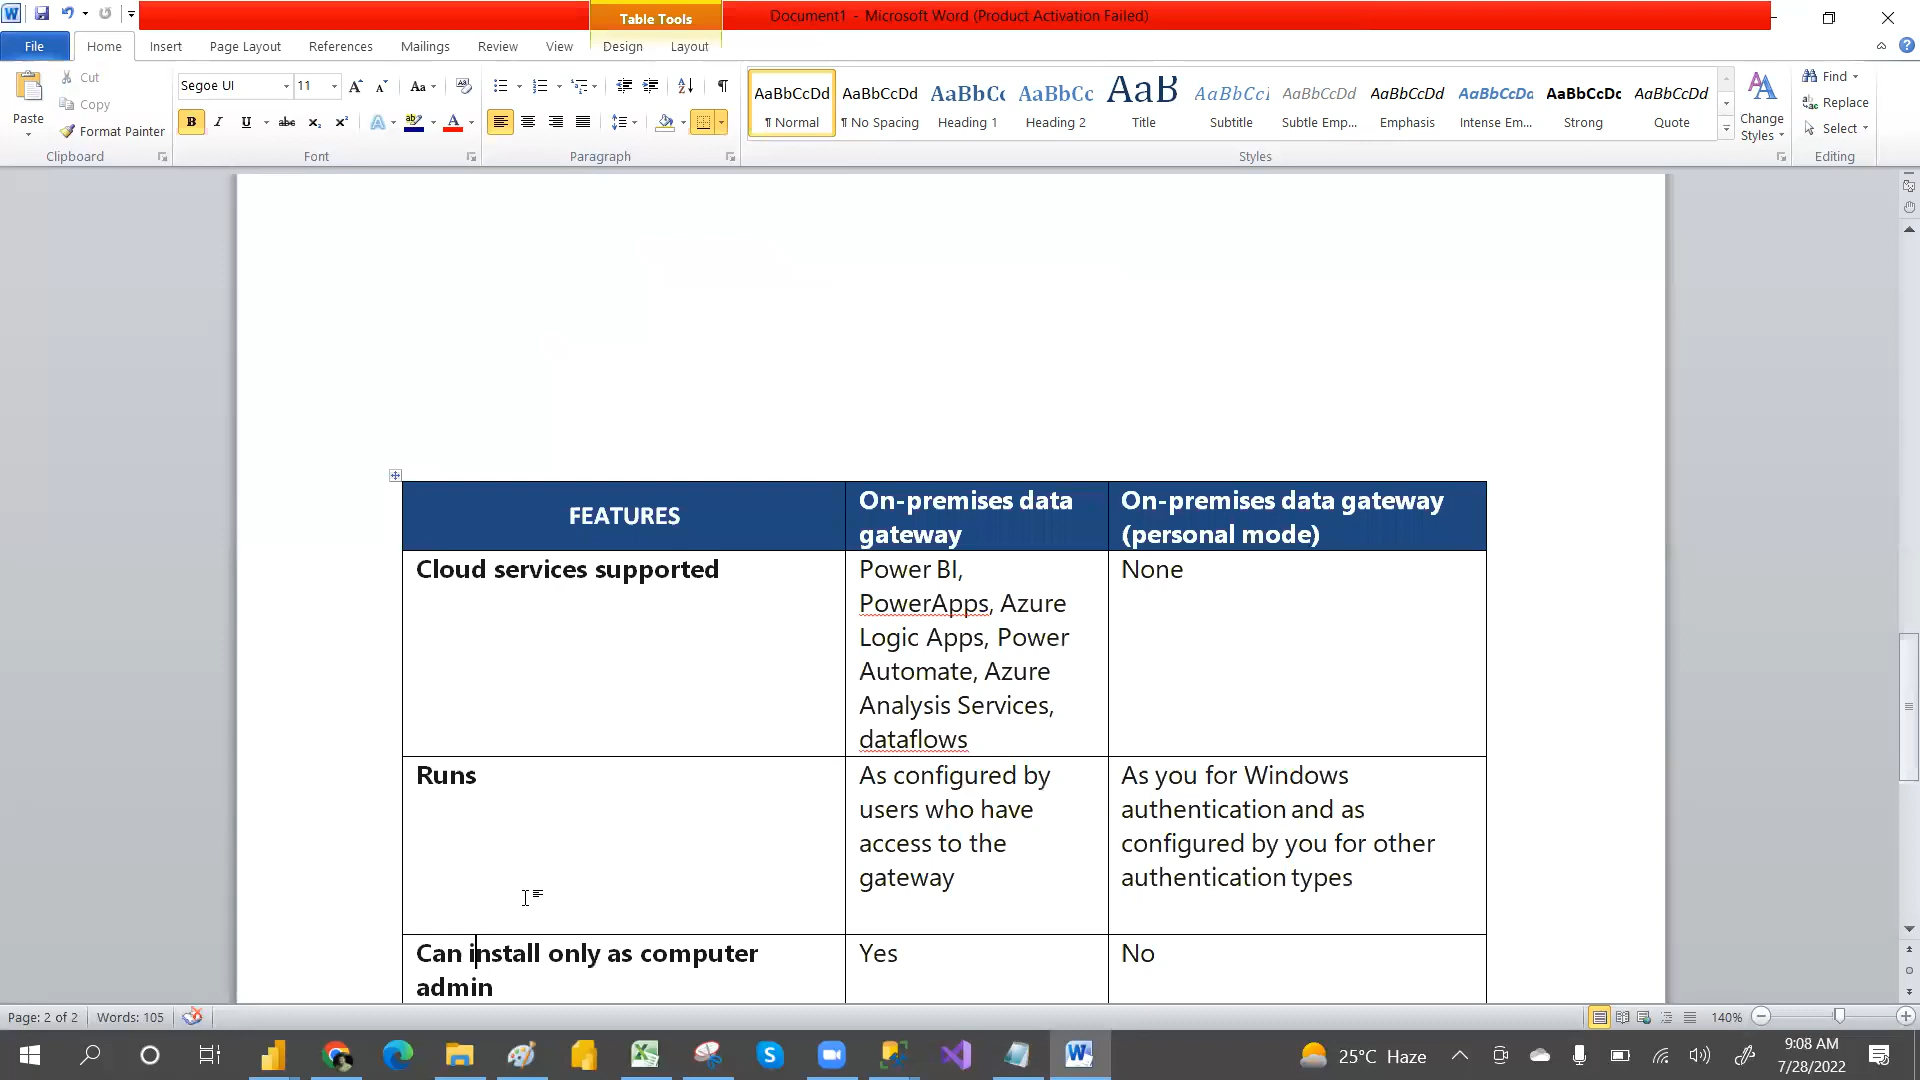 Table Tools
Document1 - Microsoft Word (Product Activation Failed)
File
Home
Insert
Page Layout
References
Mailings
Review
View
Design
Layout
Paste
Cut
Copy
Format Painter
Clipboard
Segoe UI
11
Font
Paragraph
AaBbCcDd
¶ Normal
AaBbCcDd
¶ No Spacing
AaBbCc
Heading 1
AaBbCc
Heading 2
AaB
Title
AaBbCcI
Subtitle
AaBbCcDd
Subtle Emp...
AaBbCcDd
Emphasis
AaBbCcDd
Intense Em...
AaBbCcDc
Strong
AaBbCcDd
Quote
Styles
Change
Styles
Find
Replace
Select
Editing
FEATURES
On-premises data
gateway
On-premises data gateway
(personal mode)
Cloud services supported
Power BI,
PowerApps, Azure
Logic Apps, Power
Automate, Azure
Analysis Services,
dataflows
None
Runs
As configured by
users who have
access to the
gateway
As you for Windows
authentication and as
configured by you for other
authentication types
Can install only as computer
admin
Yes
No
Page: 2 of 2
Words: 105
140%
25°C Haze
9:08 AM
7/28/2022